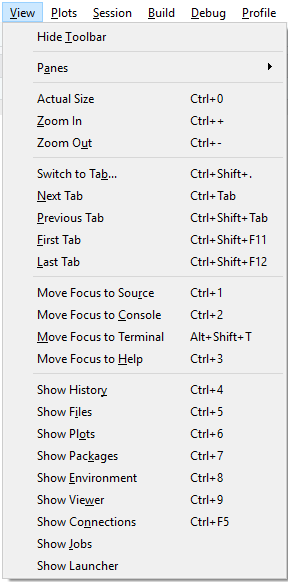 View Plots Session Build Debug Profile
Hide Toolbar
Panes
Actual Size Ctrl+0
Zoom In Ctrl++
Zoom Out Ctrl+-
Switch to Tab... Ctrl+Shift+.
Next Tab Ctrl+Tab
Previous Tab Ctrl+Shift+Tab
First Tab Ctrl+Shift+F11
Last Tab Ctrl+Shift+F12
Move Focus to Source Ctrl+1
Move Focus to Console Ctrl+2
Move Focus to Terminal Alt+Shift+T
Move Focus to Help Ctrl+3
Show History Ctrl+4
Show Files Ctrl+5
Show Plots Ctrl+6
Show Packages Ctrl+7
Show Environment Ctrl+8
Show Viewer Ctrl+9
Show Connections Ctrl+F5
Show Jobs
Show Launcher